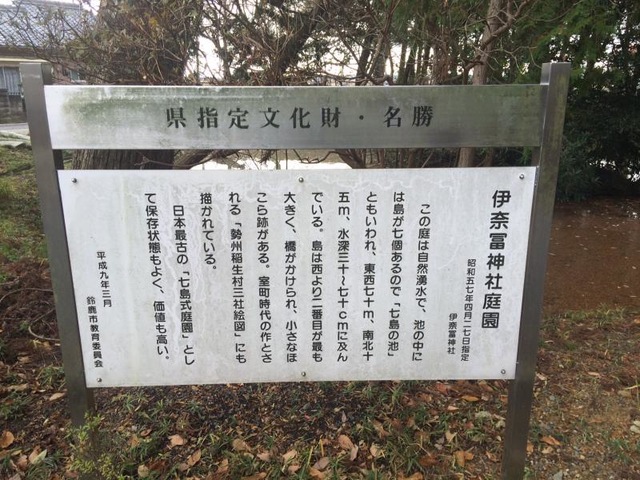 県指定文化財・名勝
伊奈冨神社庭園
昭和五七年四月二七日指定
伊奈冨神社
この庭は自然湧水で、池の中に
は島が七個あるので「七島の池」
ともいわれ、東西七十m、南北十
五m、水深三十〜七十cmに及ん
でいる。島は西より二番目が最も
大きく、橋がかけられ、小さなほ
こら跡がある。室町時代の作とさ
れる「勢州稲生村三社絵図」にも
描かれている。
日本最古の「七島式庭園」とし
て保存状態もよく、価値も高い。
平成九年三月
鈴鹿市教育委員会